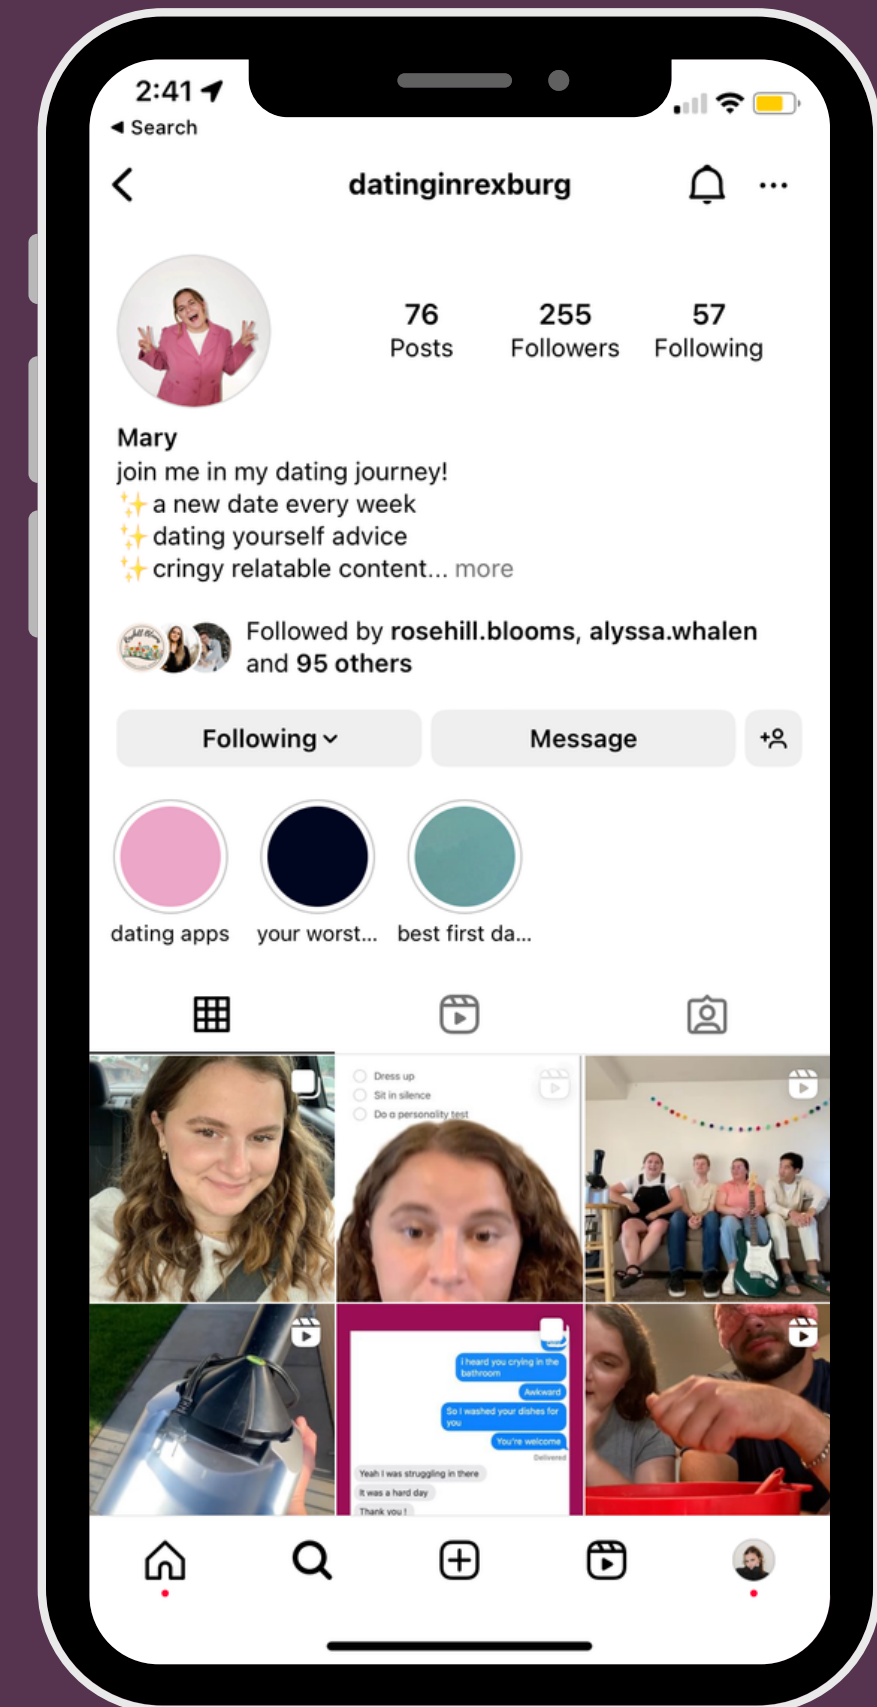 2:41
Search
datinginrexburg
76
255
57
Posts
Followers
Following
Mary
join me in my dating journey!
✨ a new date every week
✨ dating yourself advice
✨ cringy relatable content... more
Followed by rosehill.blooms, alyssa.whalen
and 95 others
Following
Message
dating apps
your worst...
best first da...
Dress up
Sit in silence
Do a personality test
I heard you crying in the
bathroom
Awkward
So I washed your dishes for
you
You're welcome
Delivered
Yeah I was struggling in there
It was a hard day
Thank you !